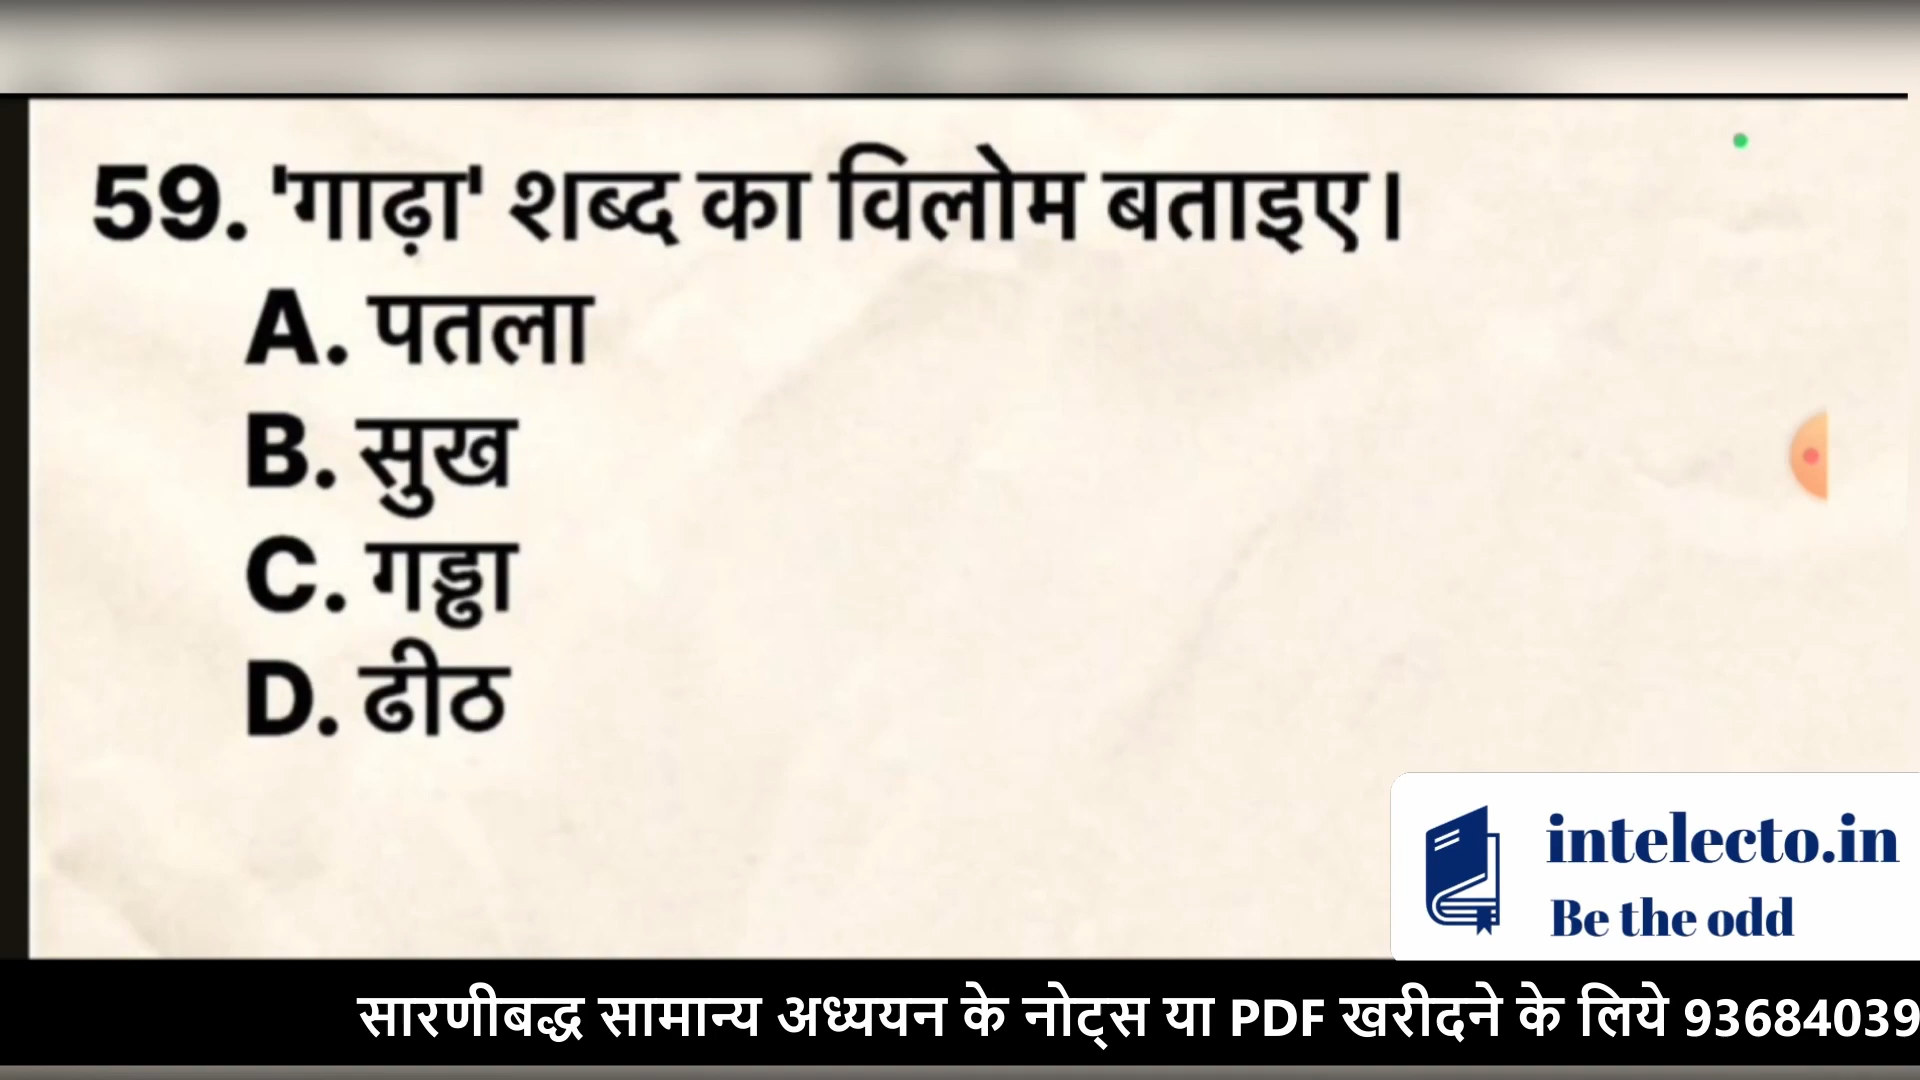 59. 'गाढ़ा' शब्द का विलोम बताइए।
A. पतला
B. सुख
C. गड्ढा
D. ढीठ
intelecto.in
Be the odd
सारणीबद्ध सामान्य अध्ययन के नोट्स या PDF खरीदने के लिये 93684039